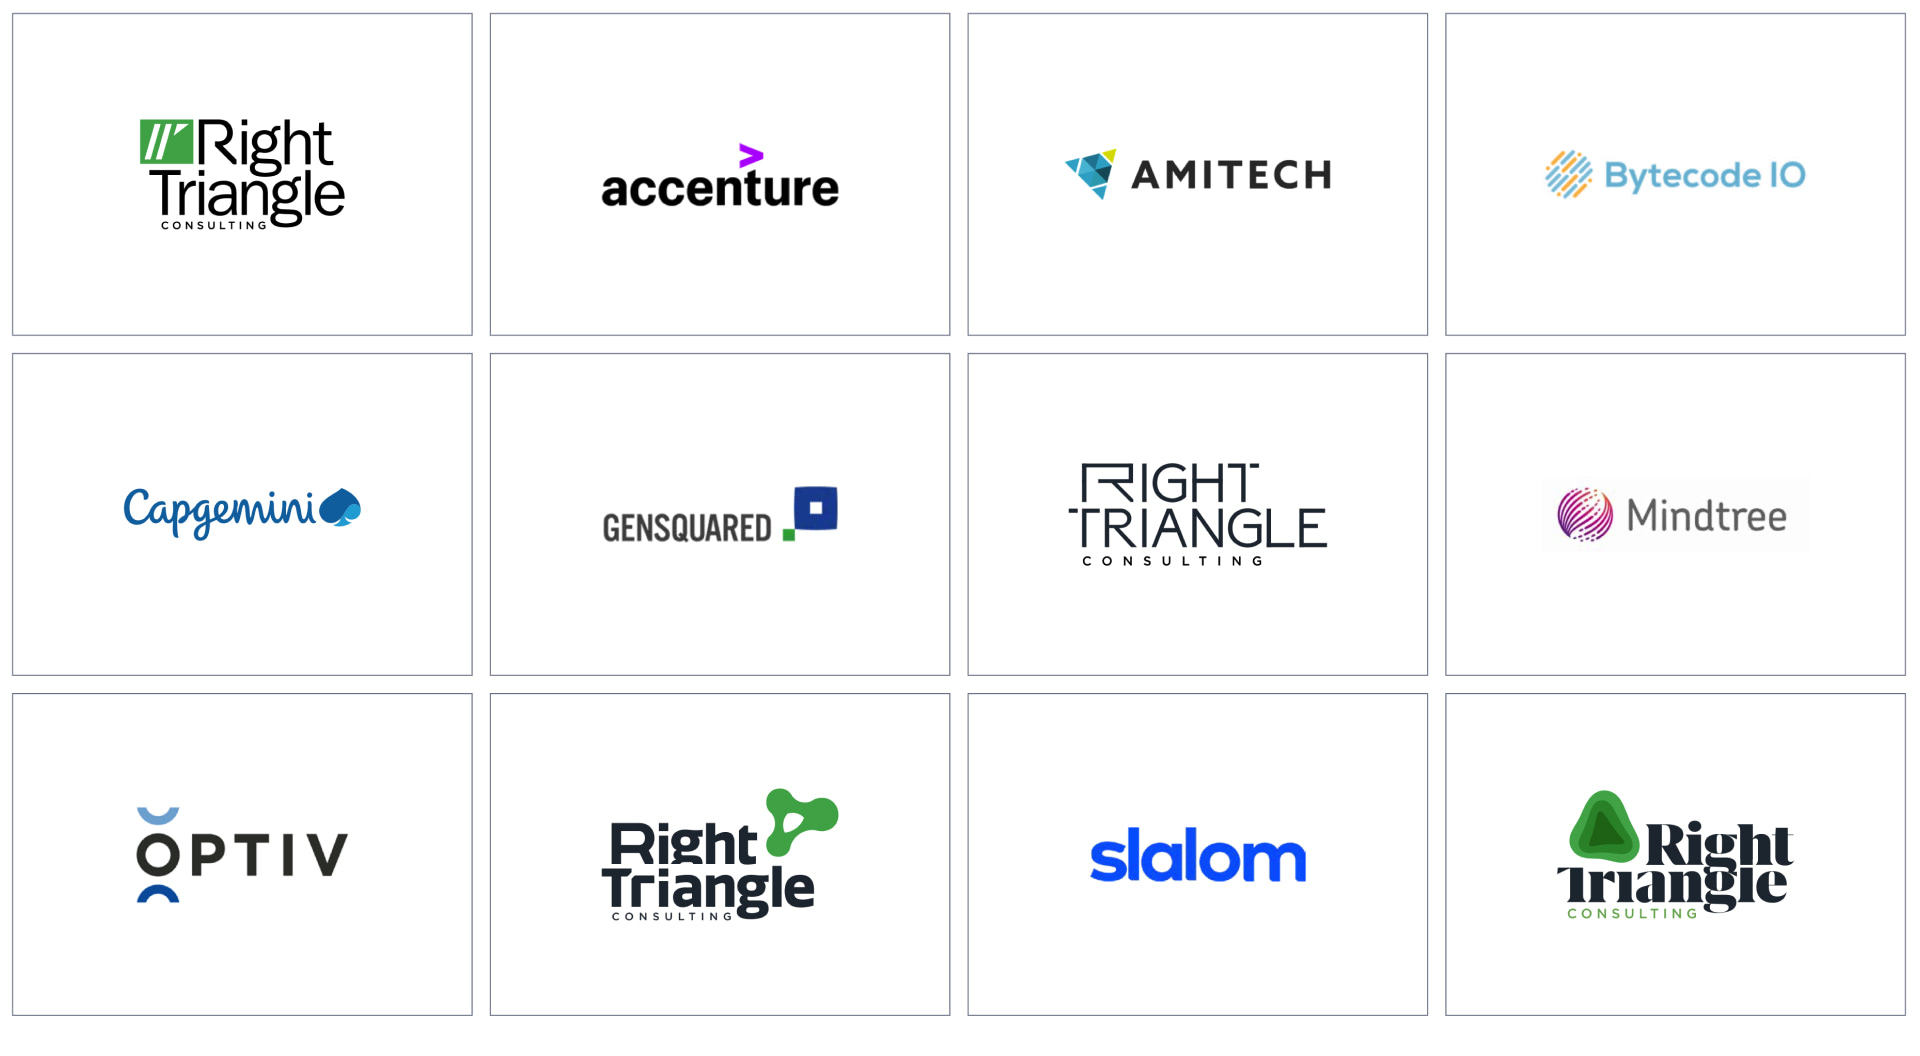 Right
Triangle
CONSULTING
accenture
AMITECH
Bytecode IO
Capgemini
GENSQUARED
RIGHT
TRIANGLE
CONSULTING
Mindtree
OPTIV
Right
Triangle
CONSULTING
slalom
Right
Triangle
CONSULTING